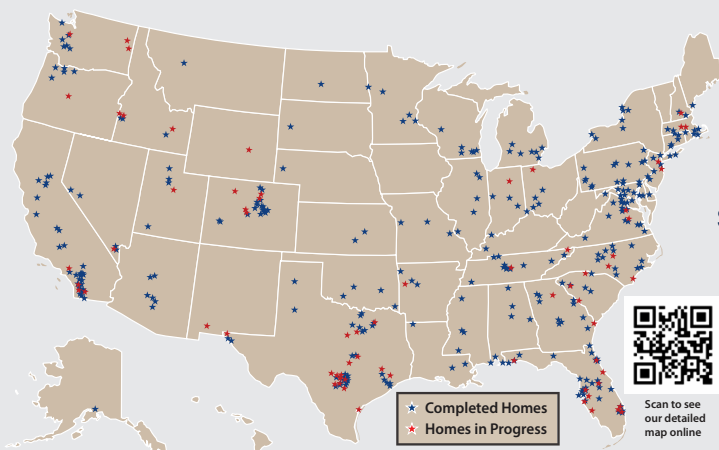 Completed Homes
Homes in Progress
Scan to see
our detailed
map online